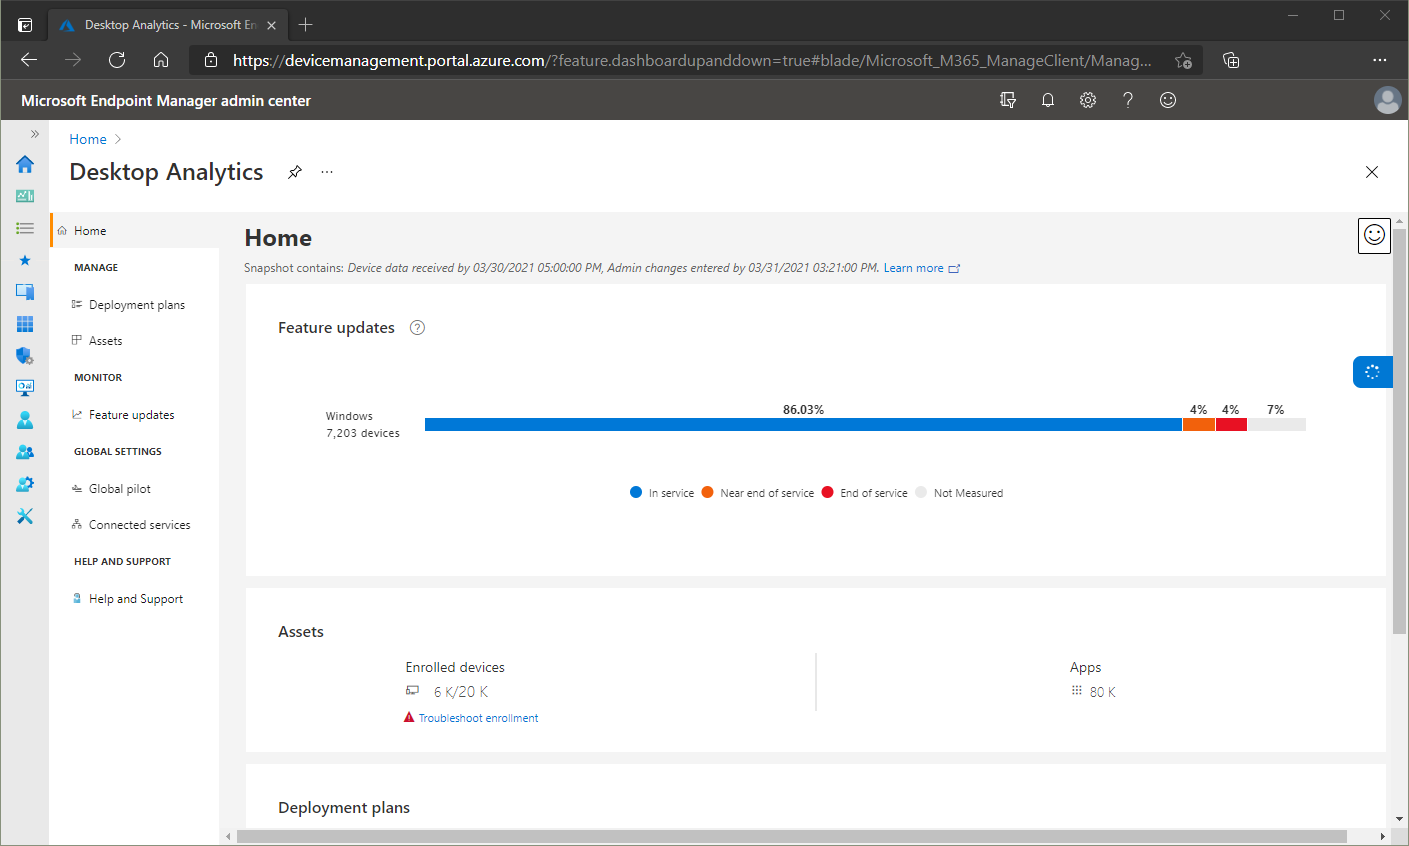 Desktop Analytics - Microsoft En
https://devicemanagement.portal.azure.com/?feature.dashboardupanddown=true#blade/Microsoft_M365_ManageClient/Manag...
Microsoft Endpoint Manager admin center
Home
Desktop Analytics
Home
MANAGE
Deployment plans
Assets
MONITOR
Feature updates
GLOBAL SETTINGS
Global pilot
Connected services
HELP AND SUPPORT
Help and Support
Home
Snapshot contains: Device data received by 03/30/2021 05:00:00 PM, Admin changes entered by 03/31/2021 03:21:00 PM. Learn more
Feature updates
86.03% 4% 4% 7%
Windows
7,203 devices
In service Near end of service End of service Not Measured
Assets
Enrolled devices
6 K/20 K
Troubleshoot enrollment
Apps
80 K
Deployment plans